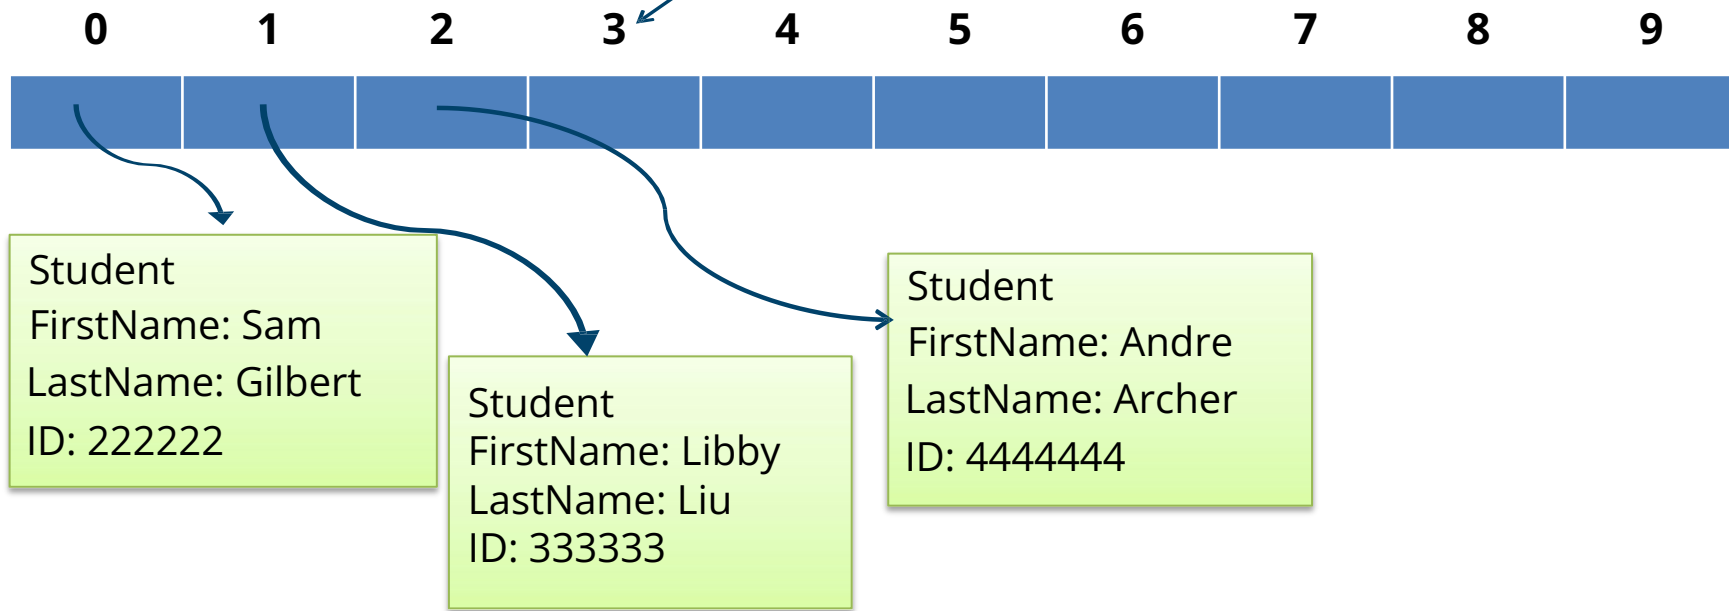 0 1 2 3 4 5 6 7 8 9
Student
FirstName: Sam
LastName: Gilbert
ID: 222222
Student
FirstName: Libby
LastName: Liu
ID: 333333
Student
FirstName: Andre
LastName: Archer
ID: 4444444